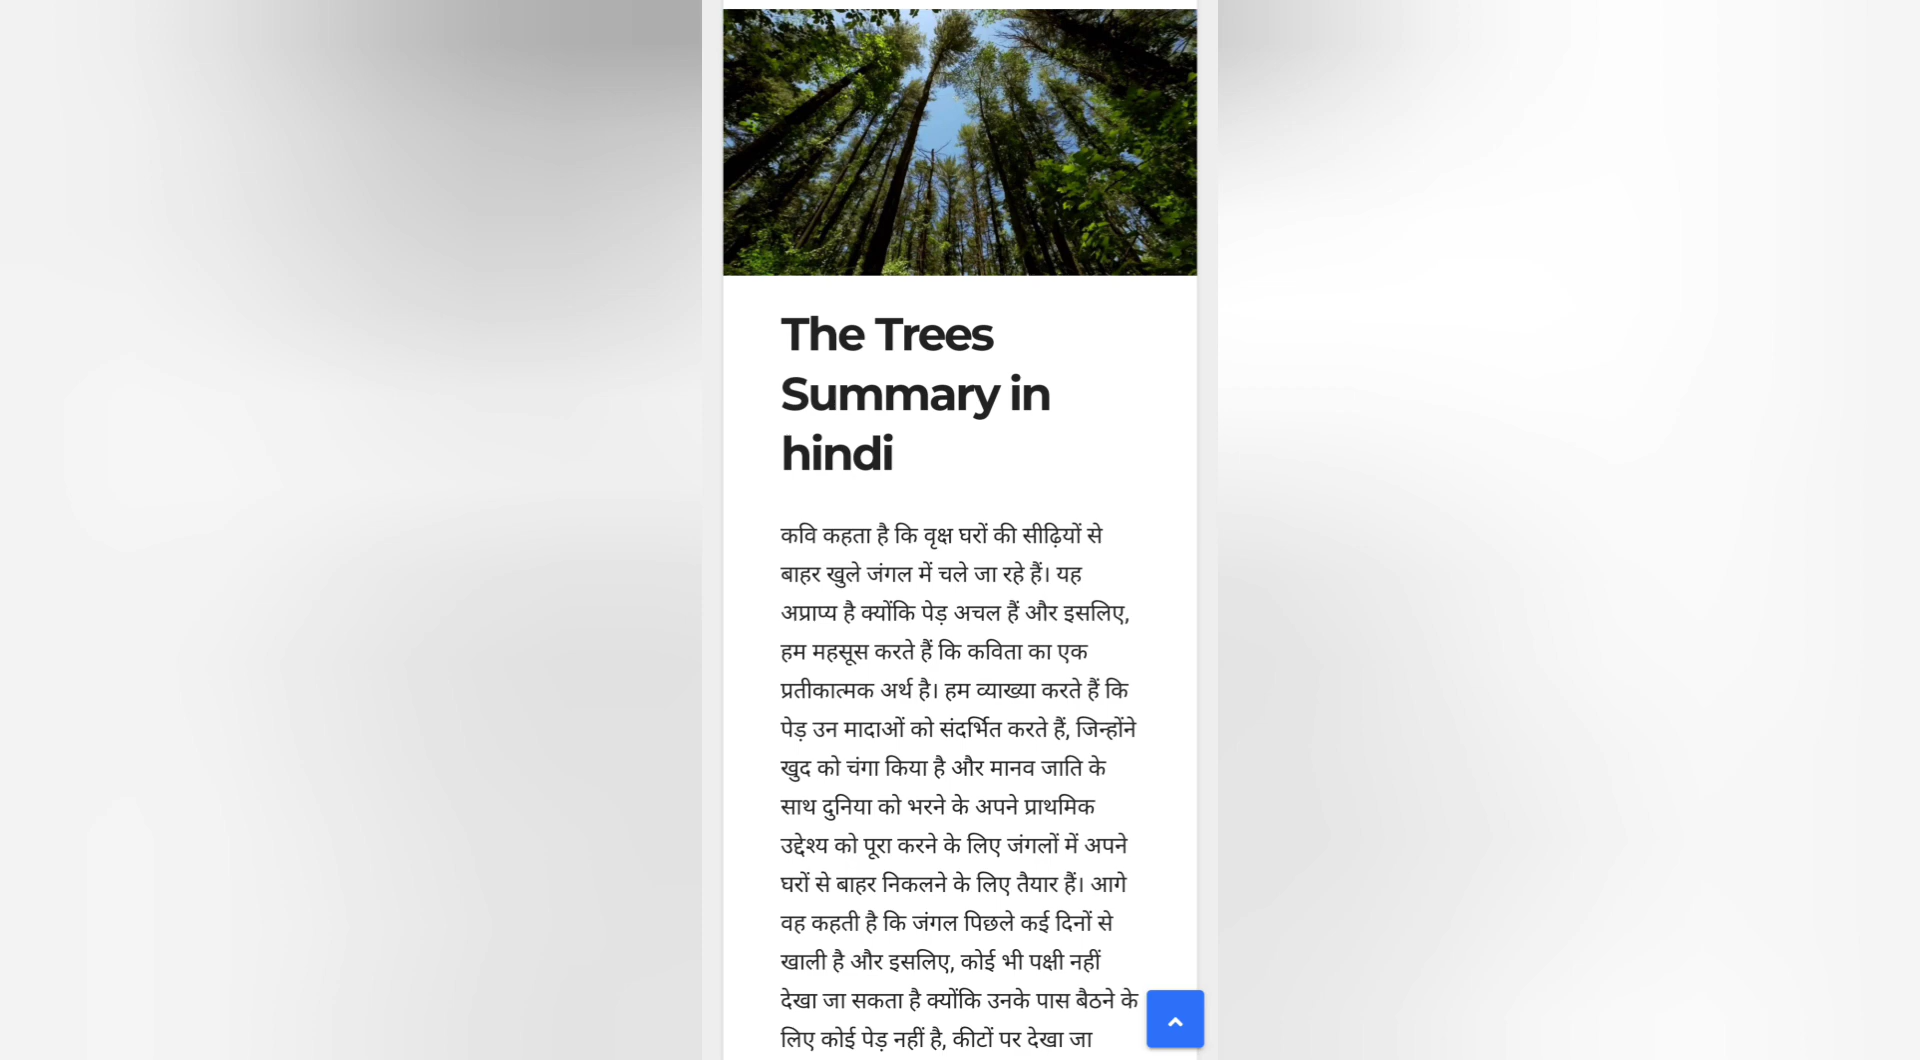 The Trees
Summary in
hindi
कवि कहता है कि वृक्ष घरों की सीढ़ियों से
बाहर खुले जंगल में चले जा रहे हैं। यह
अप्राप्य है क्योंकि पेड़ अचल हैं और इसलिए,
हम महसूस करते हैं कि कविता का एक
प्रतीकात्मक अर्थ है। हम व्याख्या करते हैं कि
पेड़ उन मादाओं को संदर्भित करते हैं, जिन्होंने
खुद को चंगा किया है और मानव जाति के
साथ दुनिया को भरने के अपने प्राथमिक
उद्देश्य को पूरा करने के लिए जंगलों में अपने
घरों से बाहर निकलने के लिए तैयार हैं। आगे
वह कहती है कि जंगल पिछले कई दिनों से
खाली है और इसलिए, कोई भी पक्षी नहीं
देखा जा सकता है क्योंकि उनके पास बैठने के
लिए कोई पेड़ नहीं है, कीटों पर देखा जा